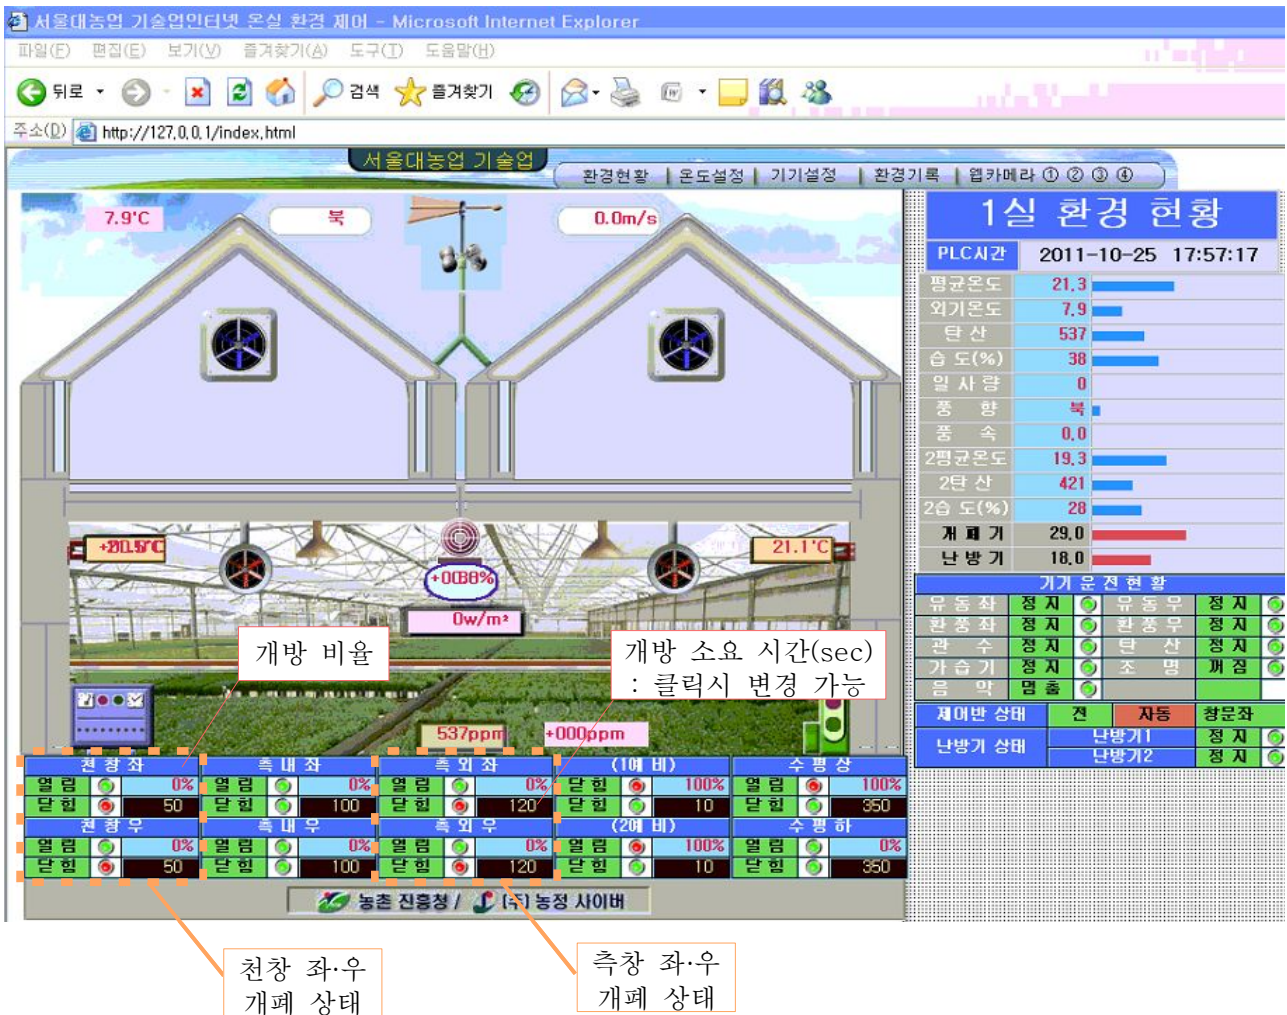 서울대농업 기술업인터넷 온실 환경 제어 - Microsoft Internet Explorer
파일(F) 편집(E) 보기(V) 즐겨찾기(A) 도구(T) 도움말(H)
뒤로 검색 즐겨찾기
주소(D) http://127.0.0.1/index.html
서울대농업 기술업
환경현황 | 온도설정 | 기기설정 | 환경기록 | 웹카메라 ① ② ③ ④
7.9℃ 북 0.0m/s
1실 환경 현황
PLC시간 2011-10-25 17:57:17
평균온도 21.3
외기온도 7.9
탄 산 537
습 도(%) 38
일 사 량 0
풍 향 북
풍 속 0.0
2평균온도 19.3
2탄 산 421
2습 도(%) 28
개 폐 기 29.0
난 방 기 18.0
21.1℃
0w/m²
기 기 운 전 현 황
유 동 좌 정 지 유 동 우 정 지
환 풍 좌 정 지 환 풍 우 정 지
관 수 정 지 탄 산 정 지
가 습 기 정 지 조 명 꺼 짐
음 악 멈 춤
제어반 상태 전 자동 창문좌
난방기 상태 난방기1 정 지
난방기2 정 지
개방 비율
개방 소요 시간(sec)
: 클릭시 변경 가능
537ppm +000ppm
천 창 좌 측 내 좌 측 외 좌 (1예 비) 수 평 상
열 림 0% 열 림 0% 열 림 0% 닫 힘 100% 열 림 100%
닫 힘 50 닫 힘 100 닫 힘 120 닫 힘 10 닫 힘 350
천 창 우 측 내 우 측 외 우 (2예 비) 수 평 하
열 림 0% 열 림 0% 열 림 0% 열 림 100% 열 림 0%
닫 힘 50 닫 힘 100 닫 힘 120 닫 힘 10 닫 힘 350
농촌 진흥청 / (주) 농정 사이버
천창 좌·우
개폐 상태
측창 좌·우
개폐 상태